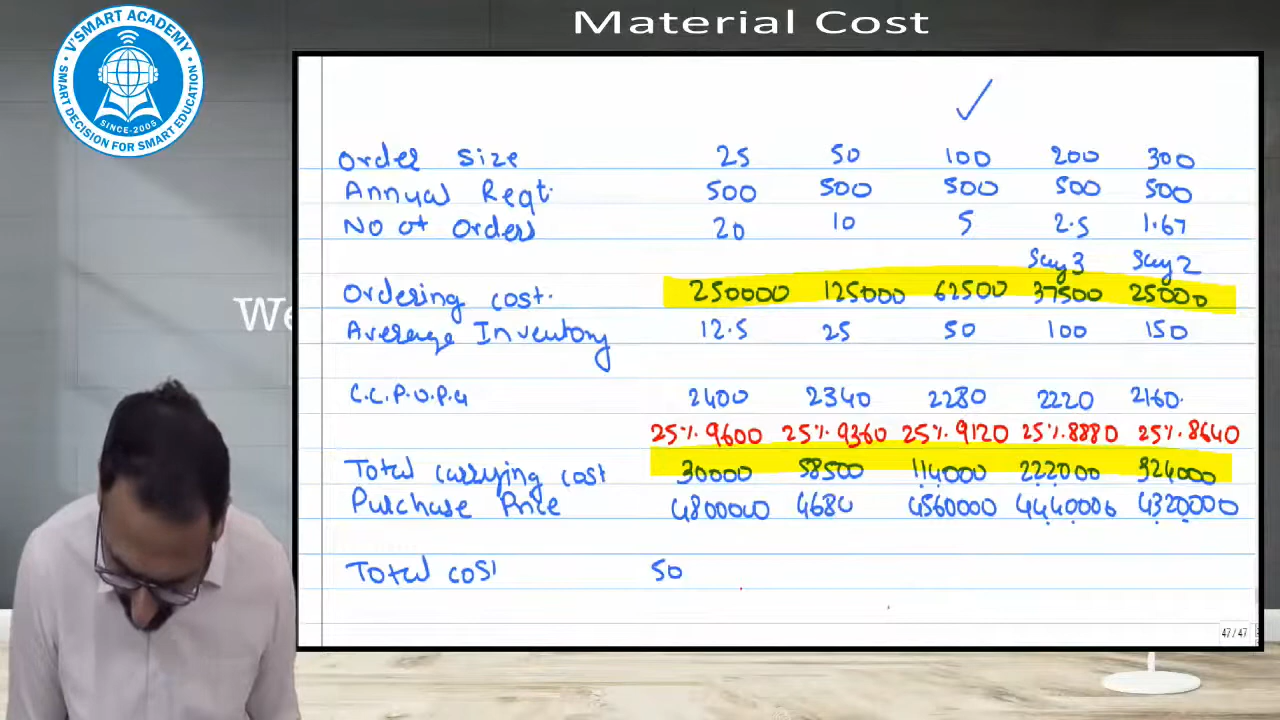 Material Cost
V'SMART ACADEMY
SINCE-2005
SMART DECISION FOR SMART EDUCATION
We
Order Size 25 50 100 200 300
Annual Reqt. 500 500 500 500 500
No of Orders 20 10 5 2.5 1.67
Say 3 Say 2
Ordering cost. 250000 125000 62500 37500 25000
Average Inventory 12.5 25 50 100 150
C.C.P.U.P.a 2400 2340 2280 2220 2160.
25%.9600 25%.9360 25%.9120 25%.8880 25%.8640
Total carrying cost 30000 58500 114000 222000 324000
Purchase Price 4800000 4680 4560000 4440000 4320000
Total cost 50
47/47